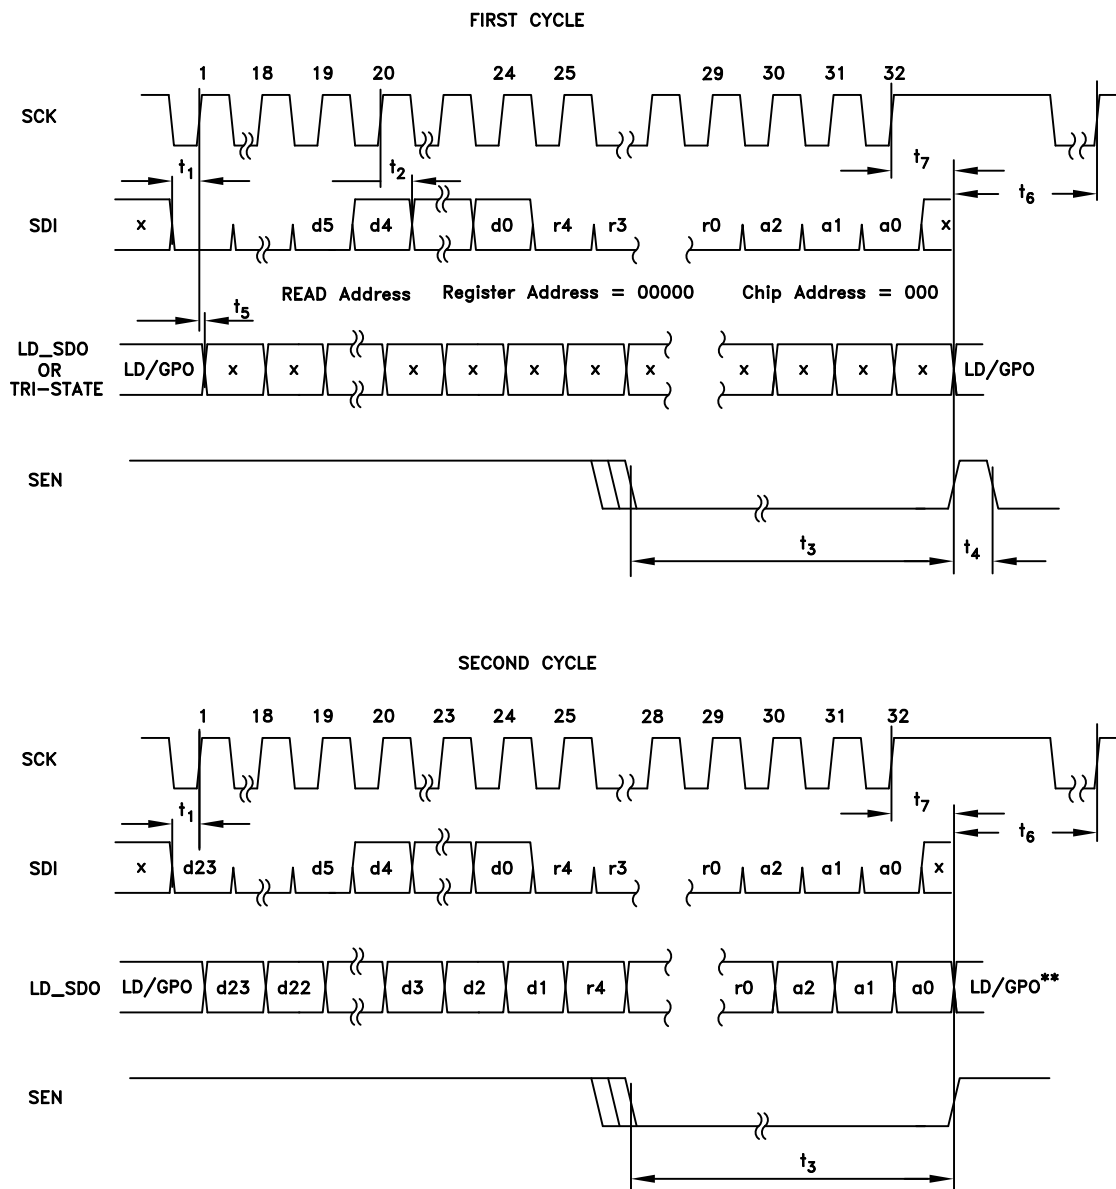 FIRST CYCLE
1 18 19 20 24 25 29 30 31 32
SCK
t1 t2 t7 t6
SDI x d5 d4 d0 r4 r3 r0 a2 a1 a0 x
READ Address Register Address = 00000 Chip Address = 000
t5
LD_SDO
OR
TRI-STATE
LD/GPO x x x x x x x x x x x LD/GPO
SEN
t3 t4
SECOND CYCLE
1 18 19 20 23 24 25 28 29 30 31 32
SCK
t1 t7 t6
SDI x d23 d5 d4 d0 r4 r3 r0 a2 a1 a0 x
LD_SDO LD/GPO d23 d22 d3 d2 d1 r4 r0 a2 a1 a0 LD/GPO**
SEN
t3